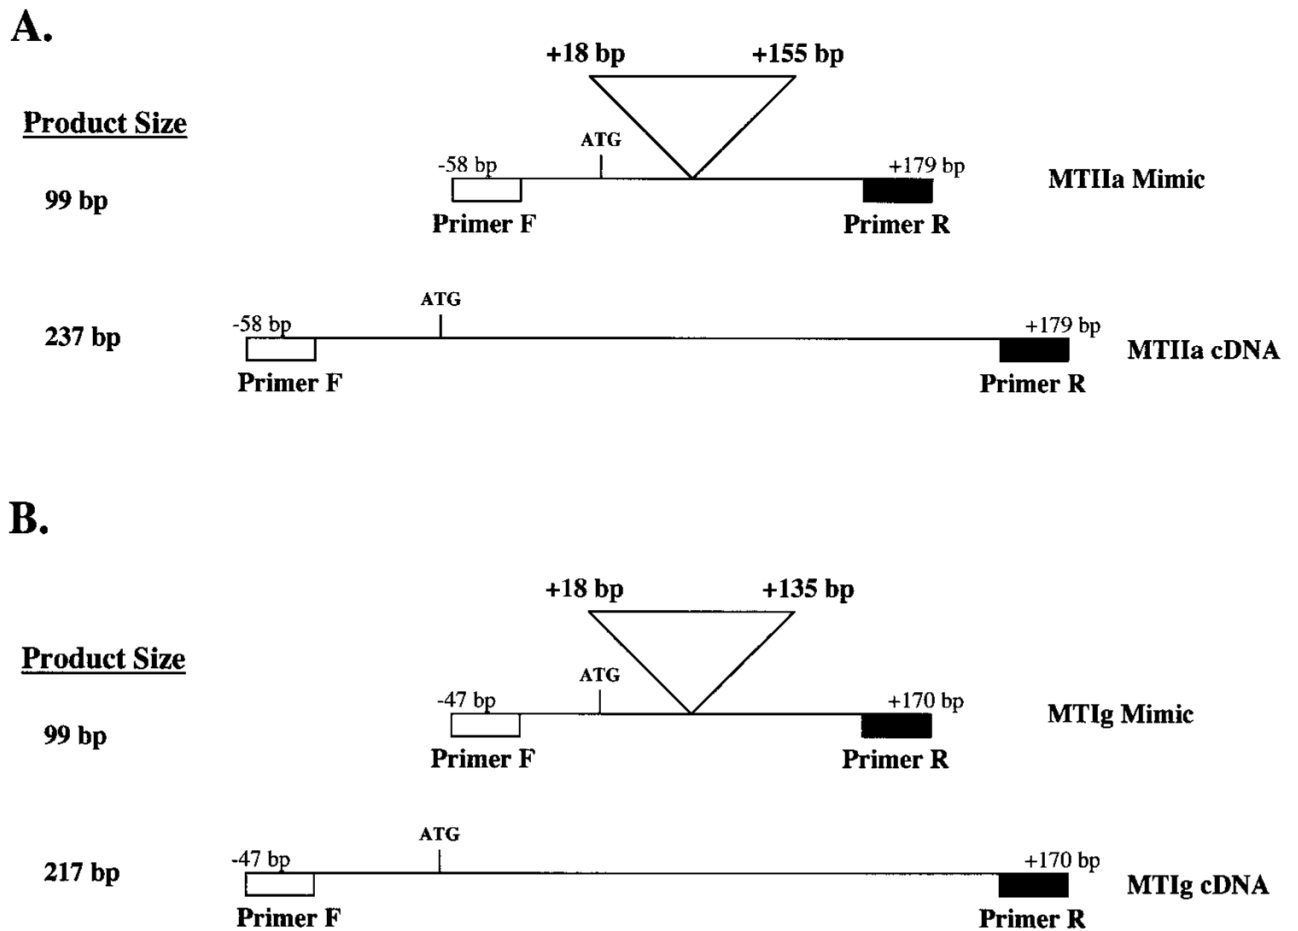 A.
+18 bp +155 bp
Product Size
ATG
-58 bp +179 bp
MTIIa Mimic
99 bp
Primer F Primer R
ATG
-58 bp +179 bp
237 bp
MTIIa cDNA
Primer F Primer R
B.
+18 bp +135 bp
Product Size
ATG
-47 bp +170 bp
MTIg Mimic
99 bp
Primer F Primer R
ATG
-47 bp +170 bp
217 bp
MTIg cDNA
Primer F Primer R